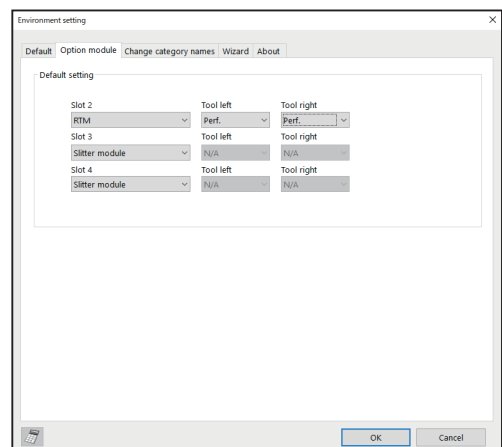 Environment setting
Default Option module Change category names Wizard About
Default setting
Slot 2 Tool left Tool right
RTM Perf. Perf.
Slot 3 Tool left Tool right
Slitter module N/A N/A
Slot 4 Tool left Tool right
Slitter module N/A N/A
OK Cancel